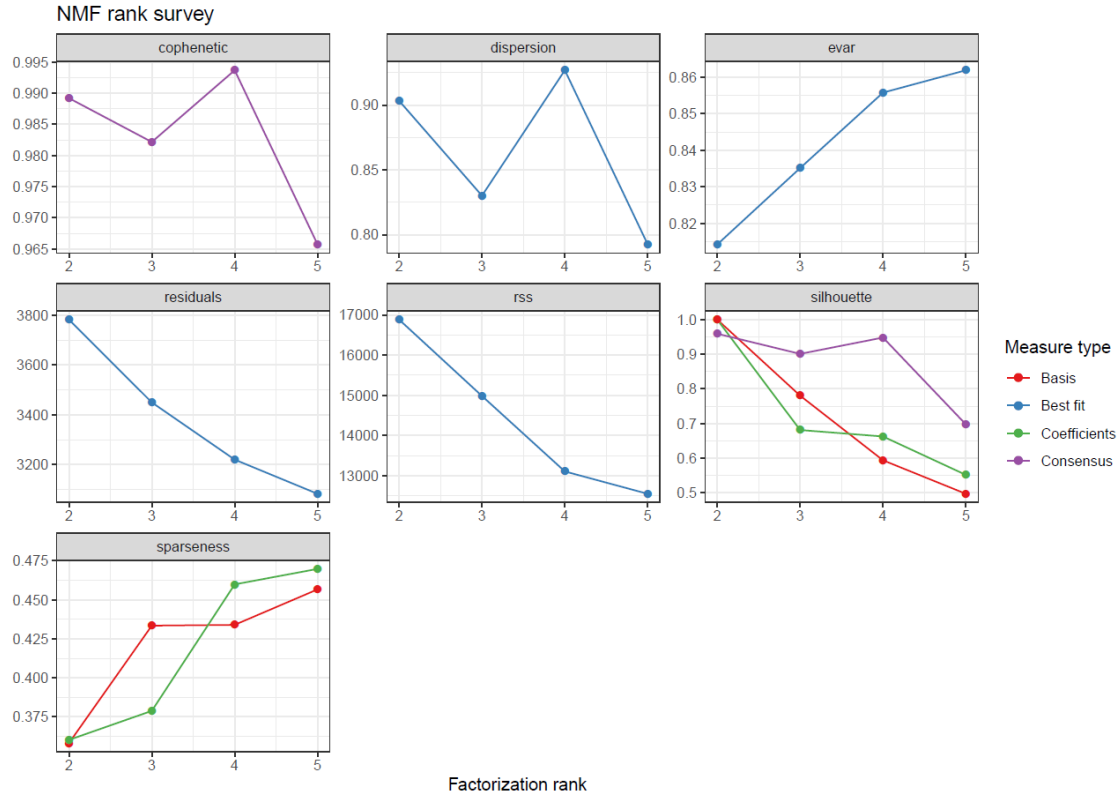 NMF rank survey
cophenetic
dispersion
evar
0.995
0.990
0.985
0.980
0.975
0.970
0.965
2 3 4 5
0.90
0.85
0.80
2 3 4 5
0.86
0.85
0.84
0.83
0.82
2 3 4 5
residuals
rss
silhouette
3800
3600
3400
3200
2 3 4 5
17000
16000
15000
14000
13000
2 3 4 5
1.0
0.9
0.8
0.7
0.6
0.5
2 3 4 5
Measure type
Basis
Best fit
Coefficients
Consensus
sparseness
0.475
0.450
0.425
0.400
0.375
2 3 4 5
Factorization rank